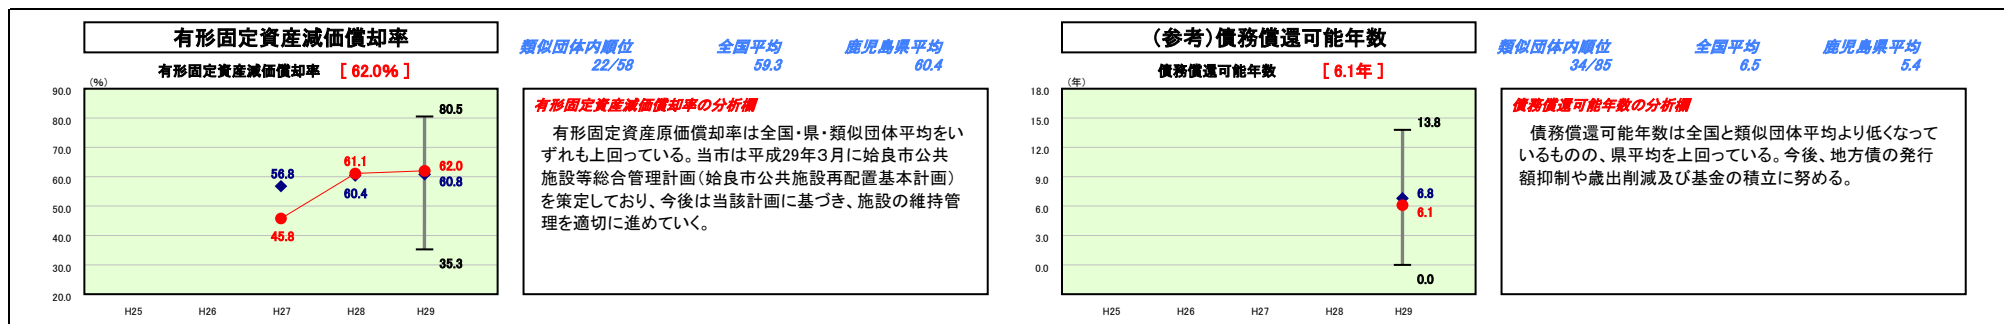 有形固定資産減価償却率
有形固定資産減価償却率 [ 62.0% ]
類似団体内順位
22/58
全国平均
59.3
鹿児島県平均
60.4
(%)
90.0
80.0
70.0
60.0
50.0
40.0
30.0
20.0
80.5
56.8
61.1
62.0
60.4
60.8
45.8
35.3
H25
H26
H27
H28
H29
有形固定資産減価償却率の分析欄
有形固定資産原価償却率は全国・県・類似団体平均をい
ずれも上回っている。当市は平成29年3月に姶良市公共
施設等総合管理計画(姶良市公共施設再配置基本計画)
を策定しており、今後は当該計画に基づき、施設の維持管
理を適切に進めていく。
(参考)債務償還可能年数
債務償還可能年数 [ 6.1年 ]
類似団体内順位
34/85
全国平均
6.5
鹿児島県平均
5.4
(年)
18.0
15.0
12.0
9.0
6.0
3.0
0.0
13.8
6.8
6.1
0.0
H25
H26
H27
H28
H29
債務償還可能年数の分析欄
債務償還可能年数は全国と類似団体平均より低くなって
いるものの、県平均を上回っている。今後、地方債の発行
額抑制や歳出削減及び基金の積立に努める。